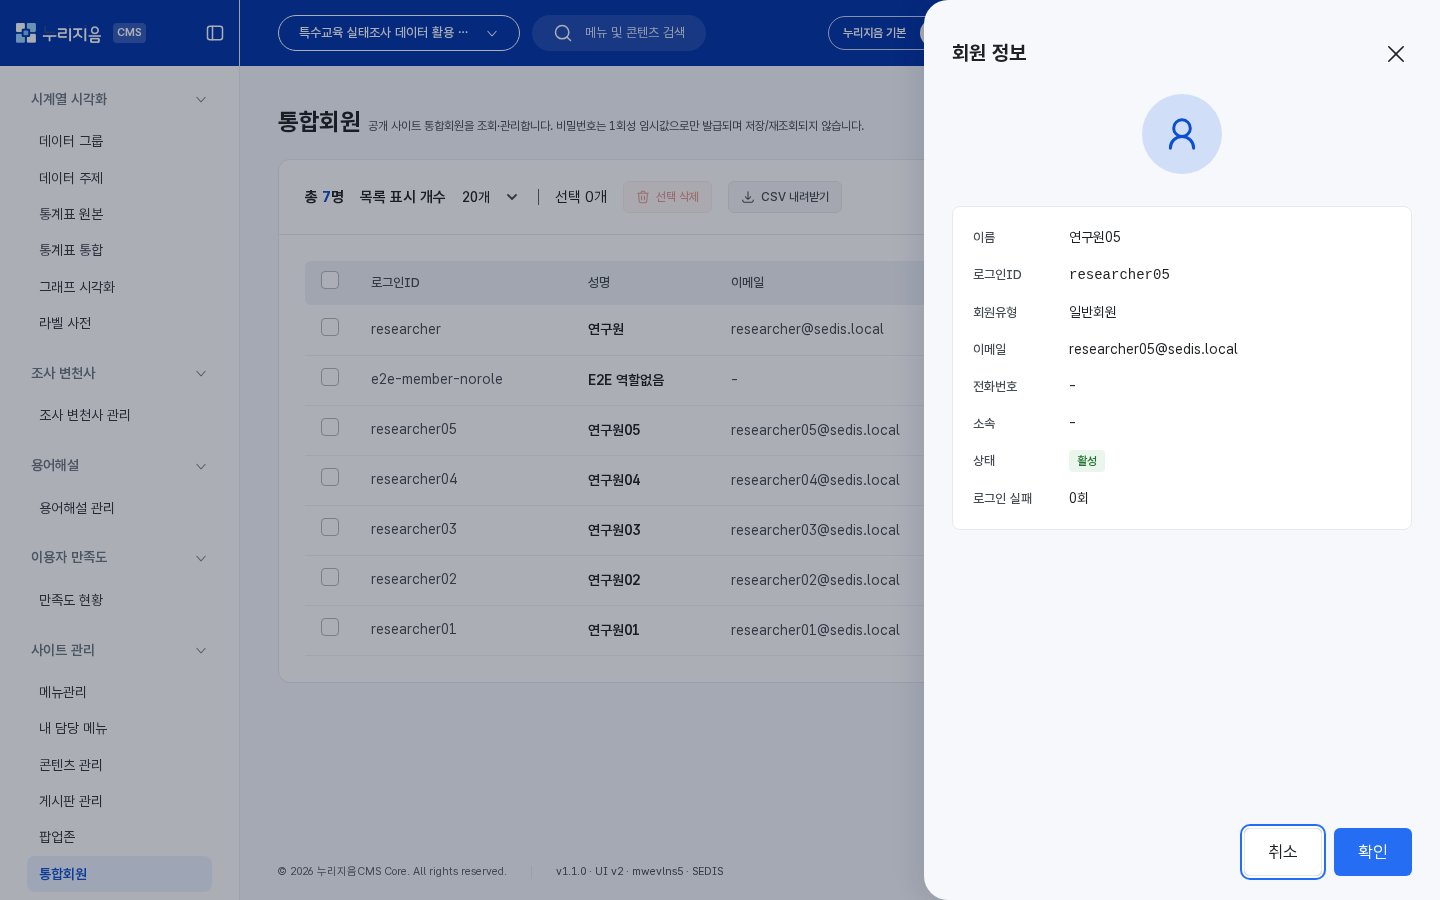 누리지음 CMS
특수교육 실태조사 데이터 활용 ···
메뉴 및 콘텐츠 검색
누리지음 기본
시계열 시각화
데이터 그룹
데이터 주제
통계표 원본
통계표 통합
그래프 시각화
라벨 사전
조사 변천사
조사 변천사 관리
용어해설
용어해설 관리
이용자 만족도
만족도 현황
사이트 관리
메뉴관리
내 담당 메뉴
콘텐츠 관리
게시판 관리
팝업존
통합회원
통합회원 공개 사이트 통합회원을 조회·관리합니다. 비밀번호는 1회성 임시값으로만 발급되며 저장/재조회되지 않습니다.
총 7명 목록 표시 개수 20개 선택 0개 선택 삭제 CSV 내려받기
로그인ID 성명 이메일
researcher 연구원 researcher@sedis.local
e2e-member-norole E2E 역할없음 -
researcher05 연구원05 researcher05@sedis.local
researcher04 연구원04 researcher04@sedis.local
researcher03 연구원03 researcher03@sedis.local
researcher02 연구원02 researcher02@sedis.local
researcher01 연구원01 researcher01@sedis.local
© 2026 누리지음CMS Core. All rights reserved. v1.1.0 · UI v2 · mwevlns5 · SEDIS
회원 정보
이름 연구원05
로그인ID researcher05
회원유형 일반회원
이메일 researcher05@sedis.local
전화번호 -
소속 -
상태 활성
로그인 실패 0회
취소 확인